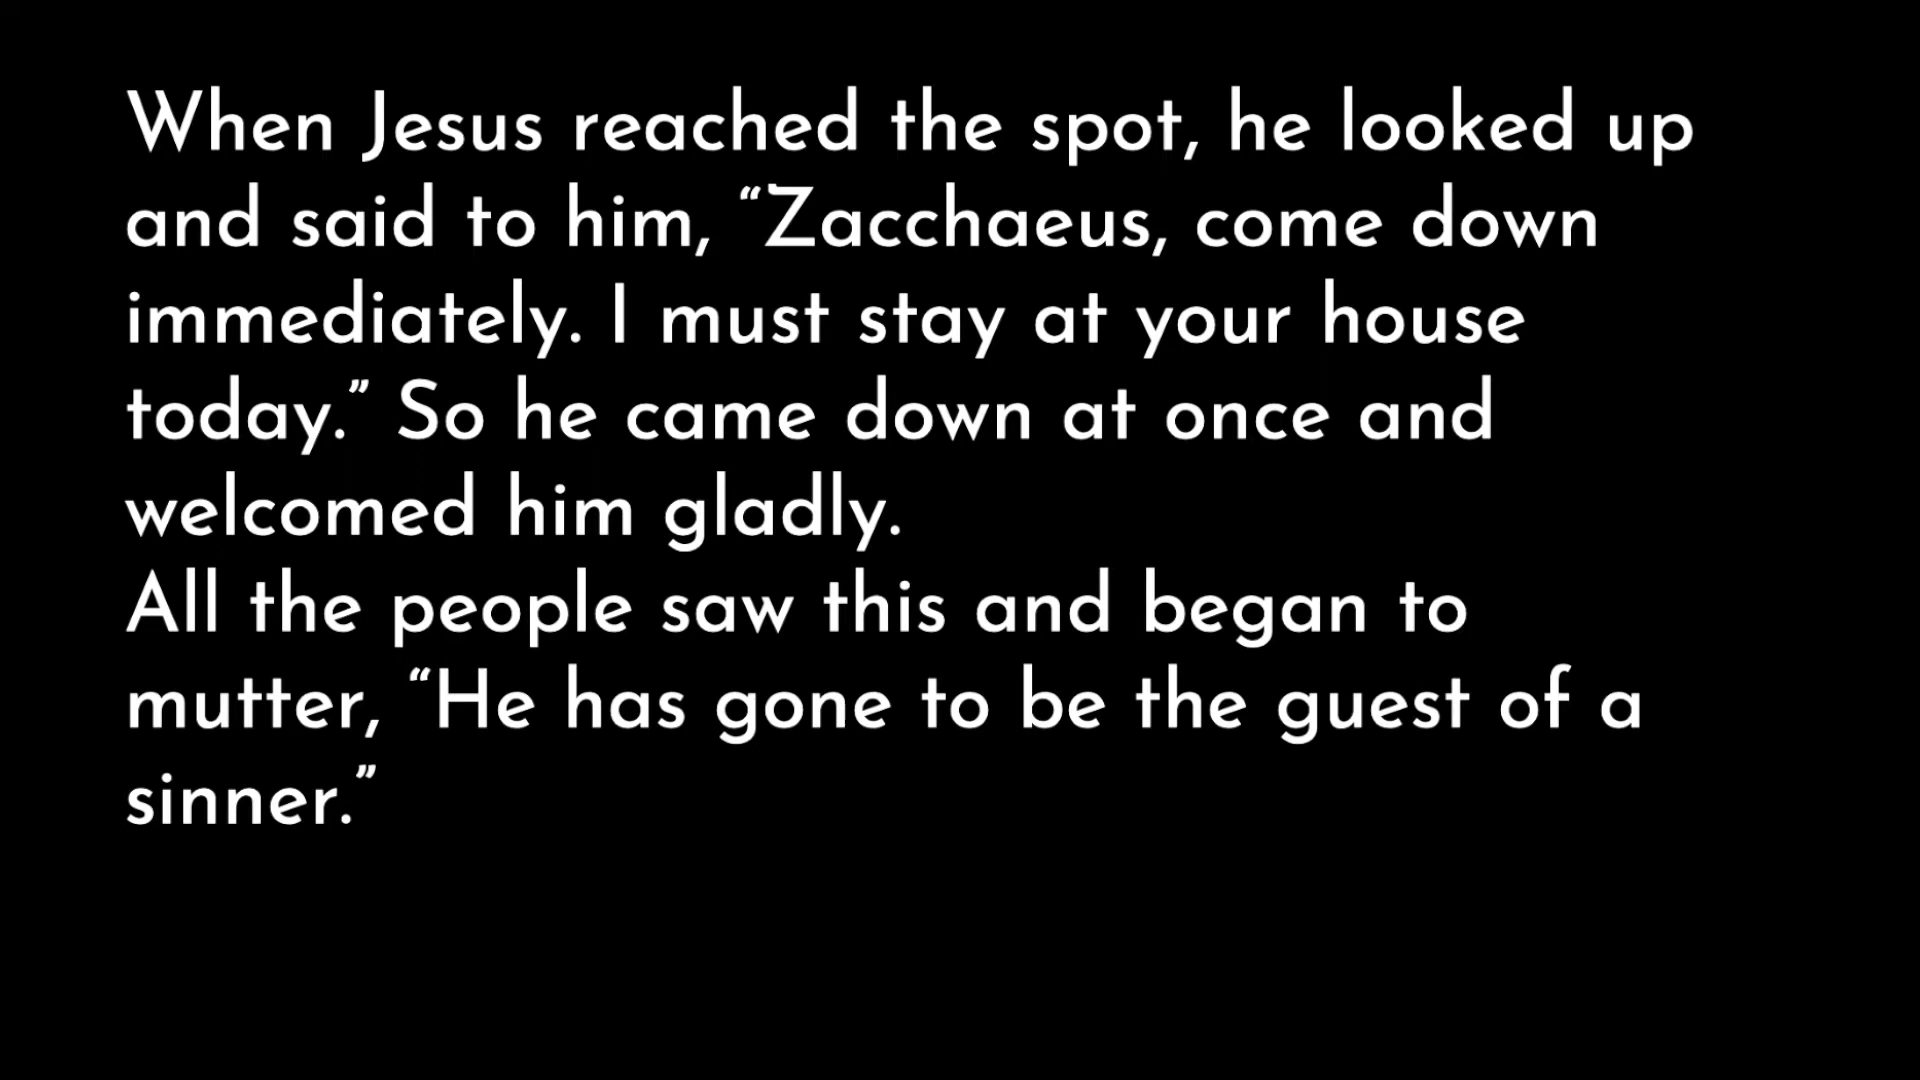 When Jesus reached the spot, he looked up
and said to him, “Zacchaeus, come down
immediately. I must stay at your house
today.” So he came down at once and
welcomed him gladly.
All the people saw this and began to
mutter, “He has gone to be the guest of a
sinner.”